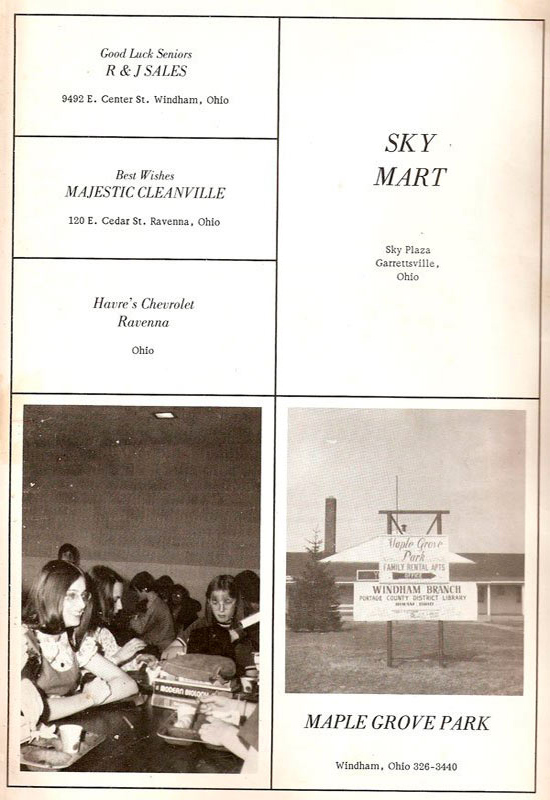 Good Luck Seniors
R & J SALES
9492 E. Center St. Windham, Ohio
Best Wishes
MAJESTIC CLEANVILLE
120 E. Cedar St. Ravenna, Ohio
Havre's Chevrolet
Ravenna
Ohio
SKY
MART
Sky Plaza
Garrettsville,
Ohio
MODERN BIOLOGY
Maple Grove
Park
FAMILY RENTAL APTS
OFFICE
WINDHAM BRANCH
PORTAGE COUNTY DISTRICT LIBRARY
MAPLE GROVE PARK
Windham, Ohio 326-3440